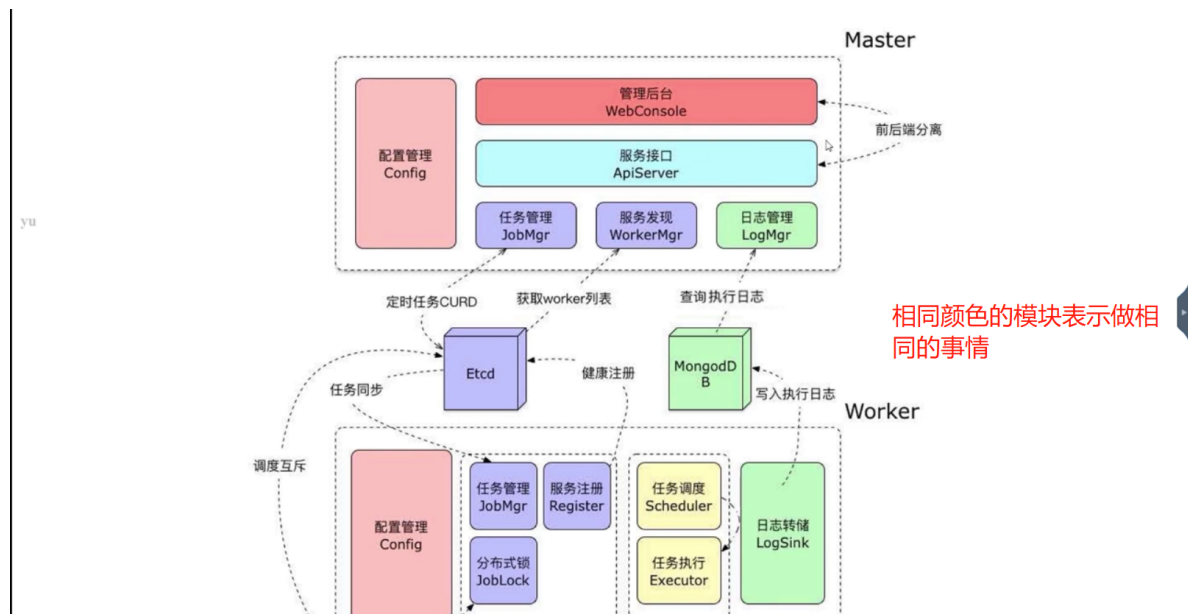 Master
管理后台
WebConsole
前后端分离
配置管理
Config
服务接口
ApiServer
yu
任务管理
JobMgr
服务发现
WorkerMgr
日志管理
LogMgr
定时任务CURD
获取worker列表
查询执行日志
相同颜色的模块表示做相
同的事情
Etcd
MongodD
B
健康注册
任务同步
写入执行日志
Worker
调度互斥
任务管理
JobMgr
服务注册
Register
任务调度
Scheduler
配置管理
Config
日志转储
LogSink
分布式锁
JobLock
任务执行
Executor